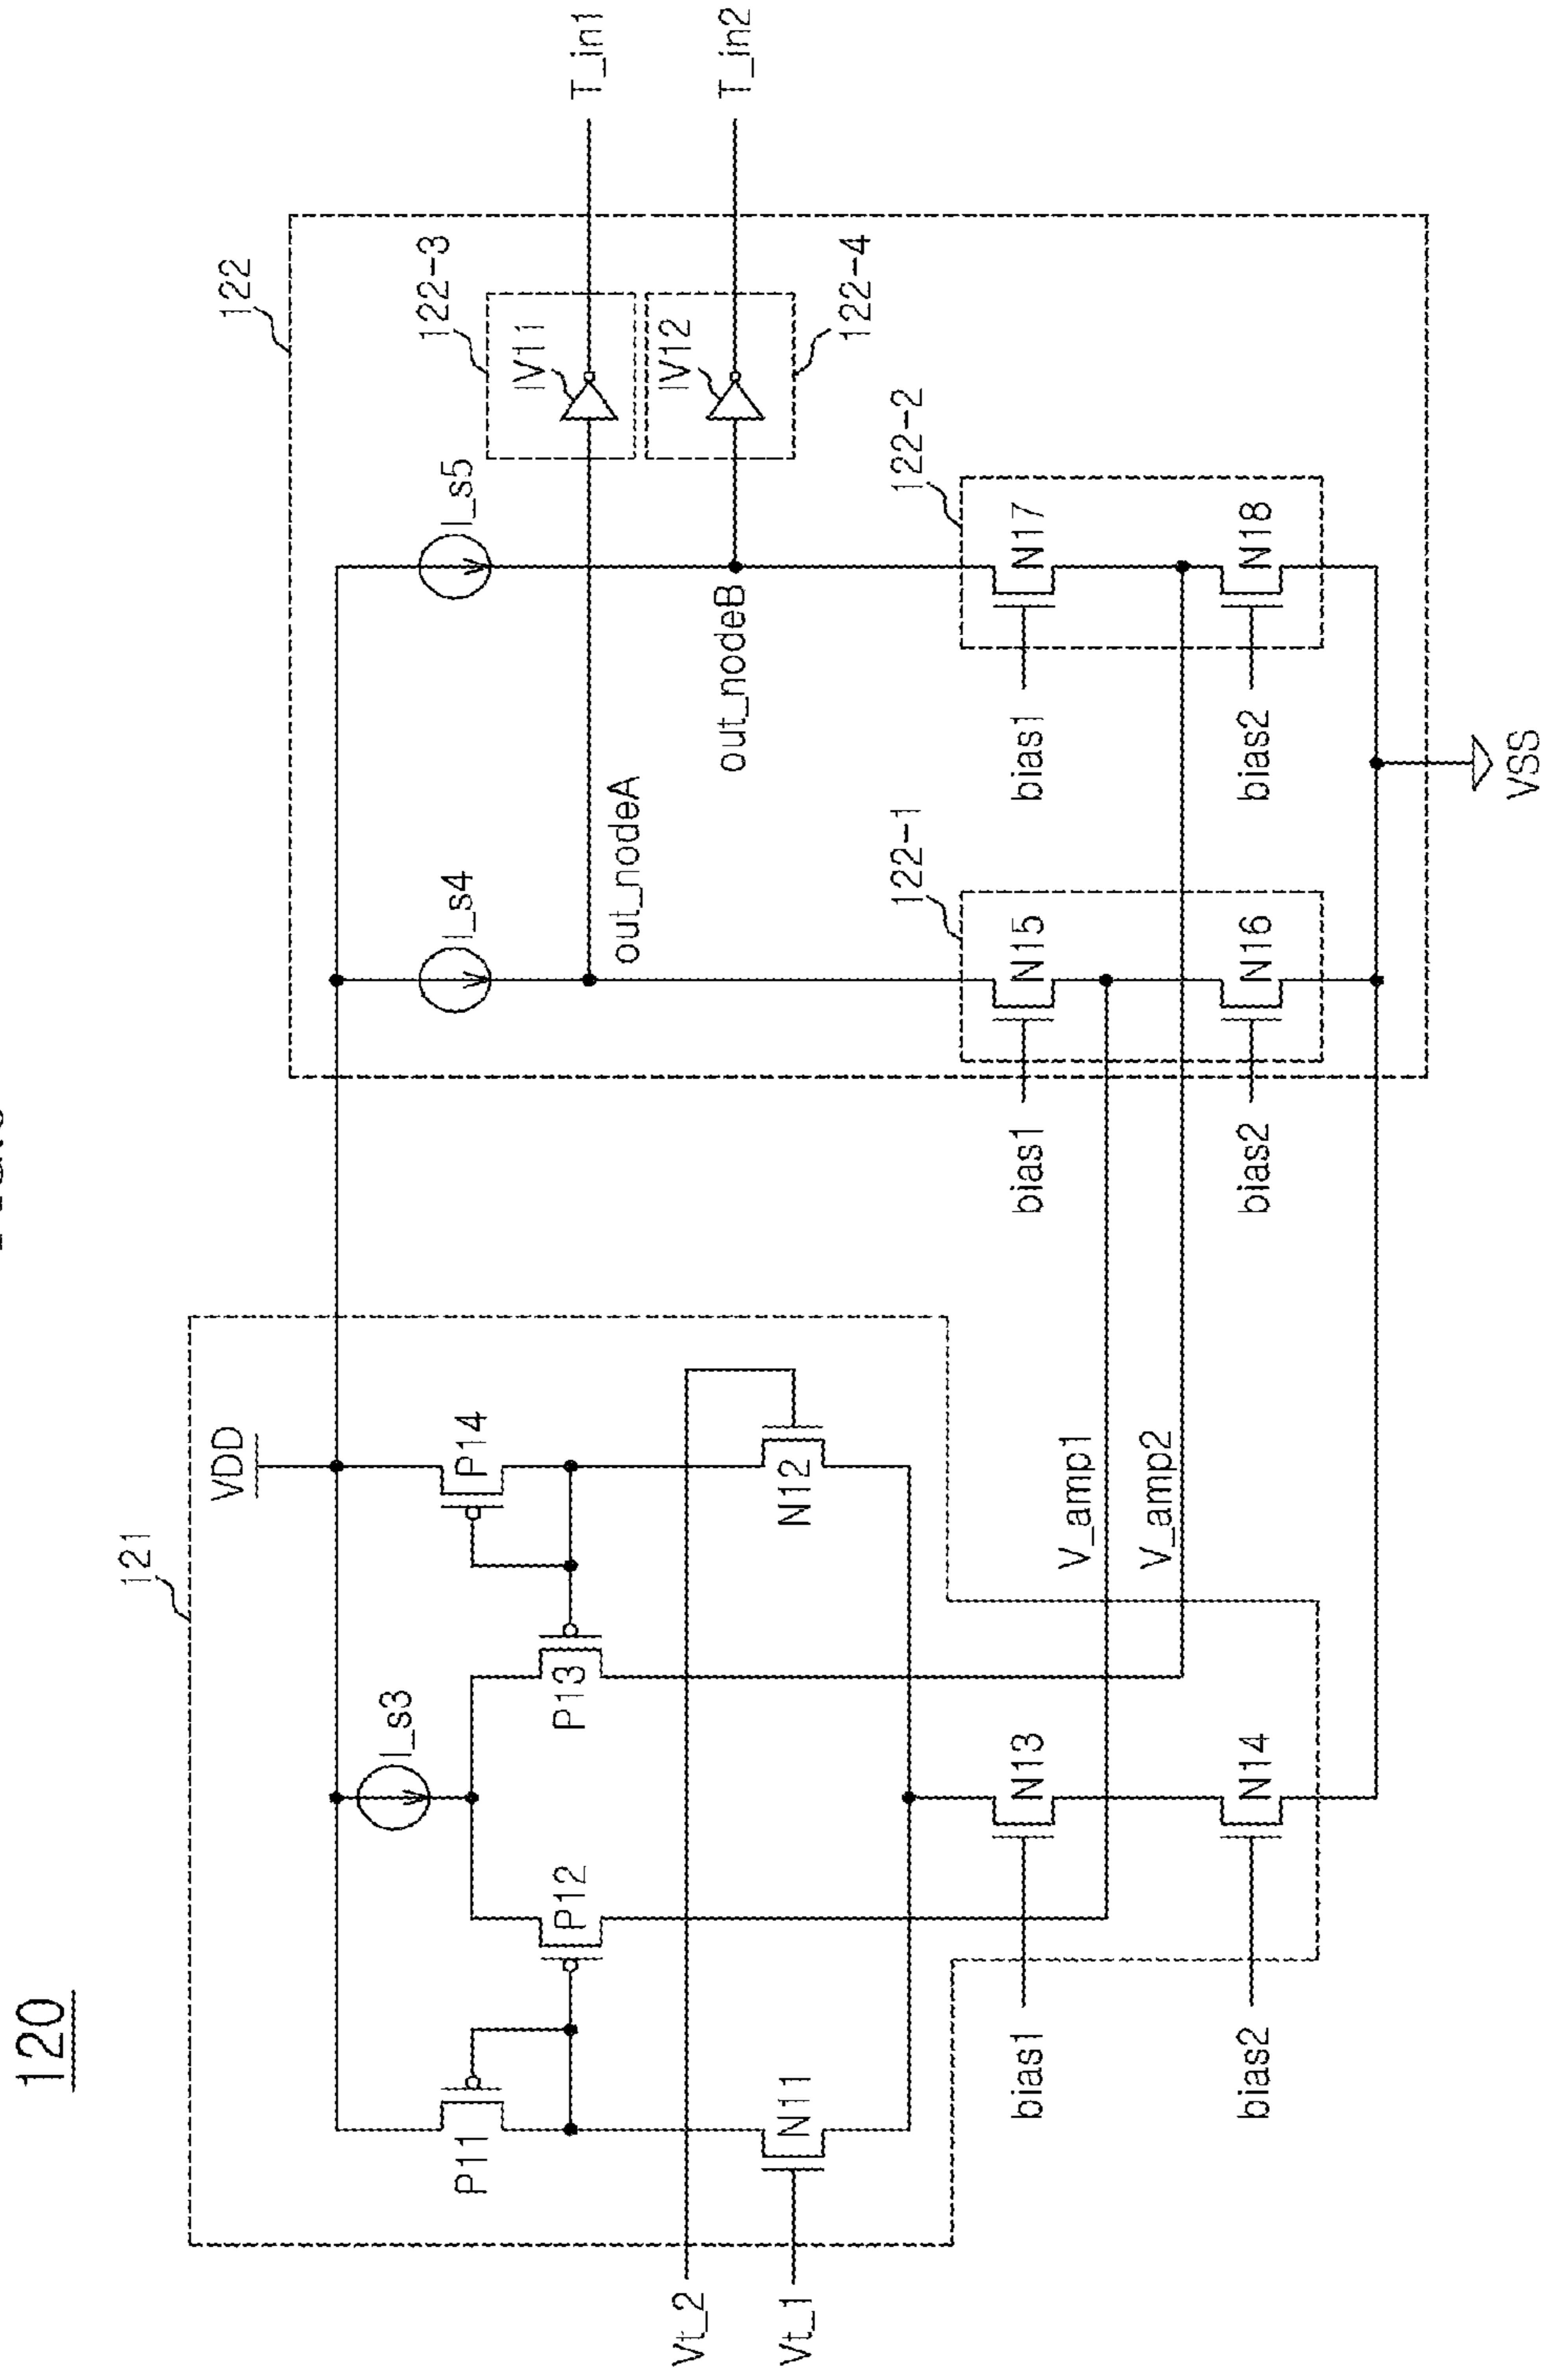 120
121
VDD
I_s3
P11
P12
P13
P14
Vt_2
Vt_1
N11
N12
bias1
N13
bias2
N14
V_amp1
V_amp2
122
I_s4
I_s5
122-3
IV11
T_in1
IV12
T_in2
122-4
out_nodeA
out_nodeB
122-1
122-2
bias1
N15
bias1
N17
bias2
N16
bias2
N18
VSS